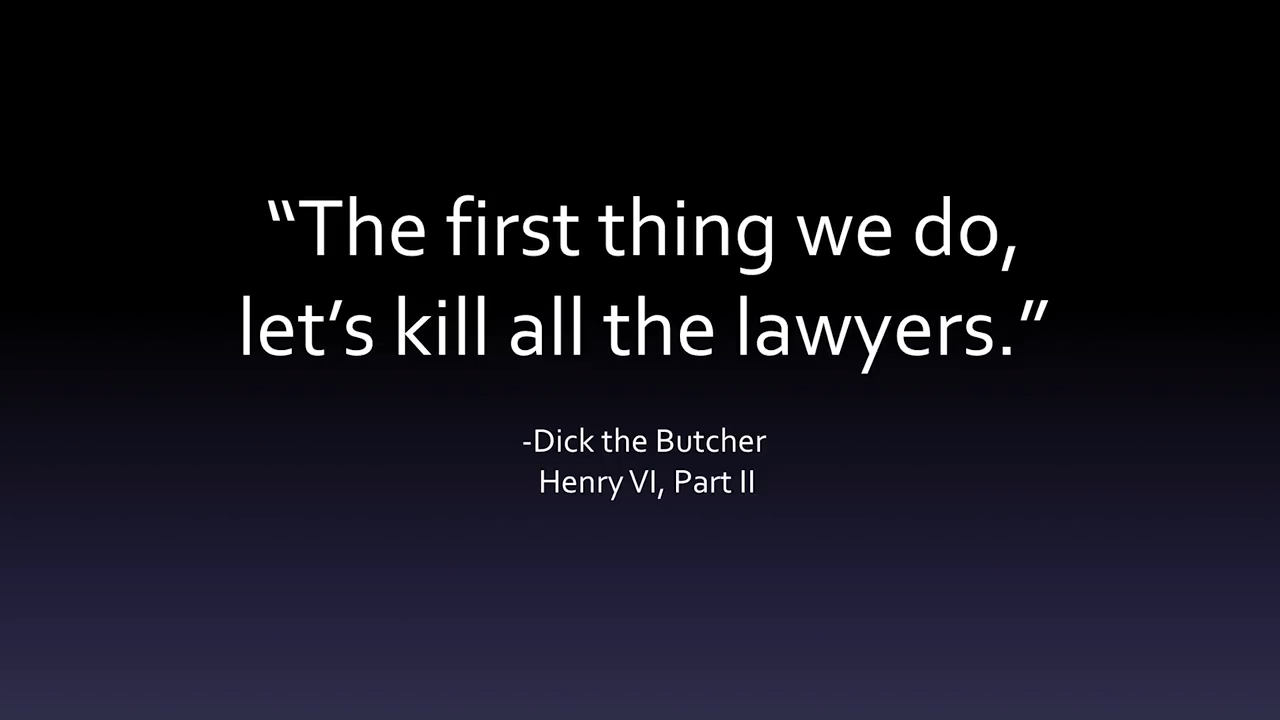 “The first thing we do,
let’s kill all the lawyers.”
-Dick the Butcher
Henry VI, Part II